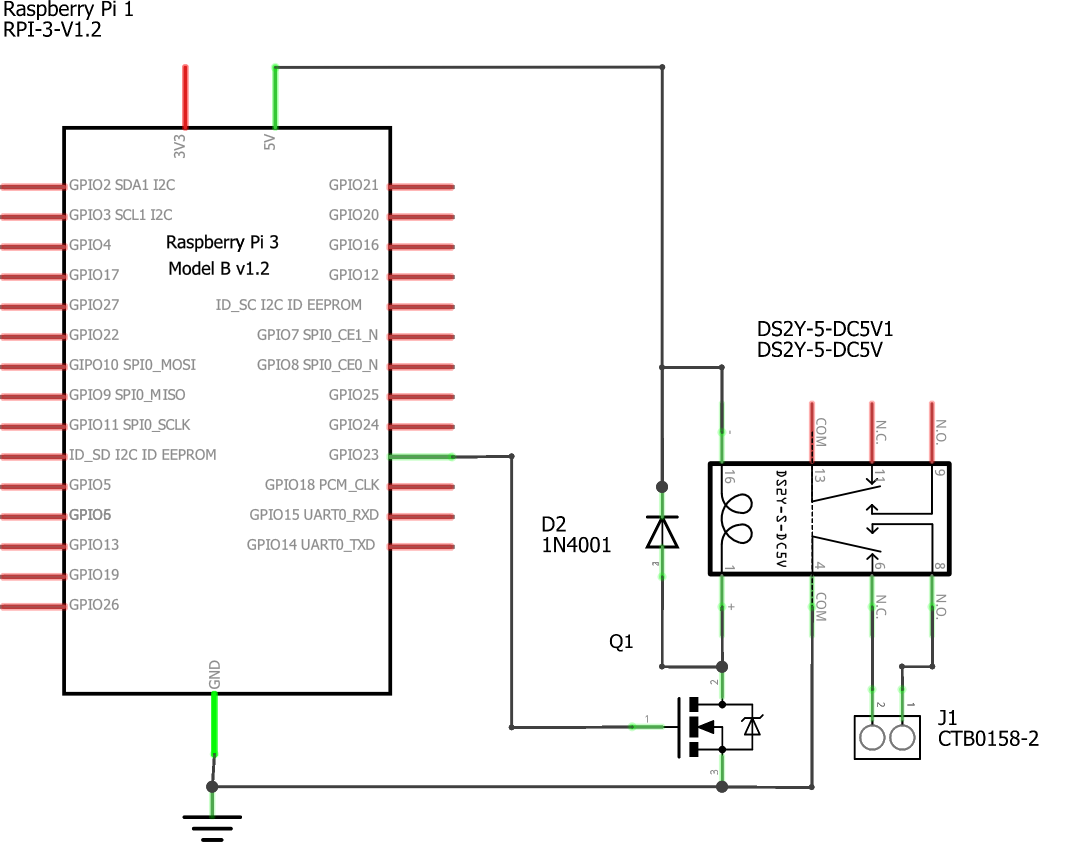 Raspberry Pi 1
RPI-3-V1.2
3V3
5V
GPIO2 SDA1 I2C
GPIO21
GPIO3 SCL1 I2C
GPIO20
GPIO4
Raspberry Pi 3
GPIO16
Model B v1.2
GPIO17
GPIO12
GPIO27
ID_SC I2C ID EEPROM
GPIO22
GPIO7 SPI0_CE1_N
GIPO10 SPI0_MOSI
GPIO8 SPI0_CE0_N
GPIO9 SPI0_MISO
GPIO25
GPIO11 SPI0_SCLK
GPIO24
ID_SD I2C ID EEPROM
GPIO23
GPIO5
GPIO18 PCM_CLK
GPIO6
GPIO15 UART0_RXD
GPIO13
GPIO14 UART0_TXD
GPIO19
GPIO26
GND
DS2Y-5-DC5V1
DS2Y-5-DC5V
-
COM
N.C.
N.O.
16
13
11
9
DS2Y-S-DC5V
1
4
6
8
+
COM
N.C.
N.O.
D2
1N4001
Q1
2
1
3
2
1
J1
CTB0158-2